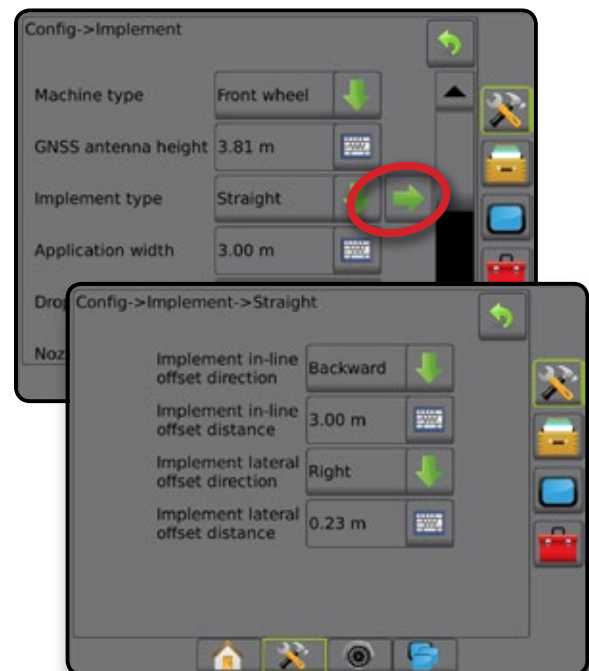 Config->Implement
Machine type Front wheel
GNSS antenna height 3.81 m
Implement type Straight
Application width 3.00 m
Dro
Noz
Config->Implement->Straight
Implement in-line
offset direction Backward
Implement in-line
offset distance 3.00 m
Implement lateral
offset direction Right
Implement lateral
offset distance 0.23 m